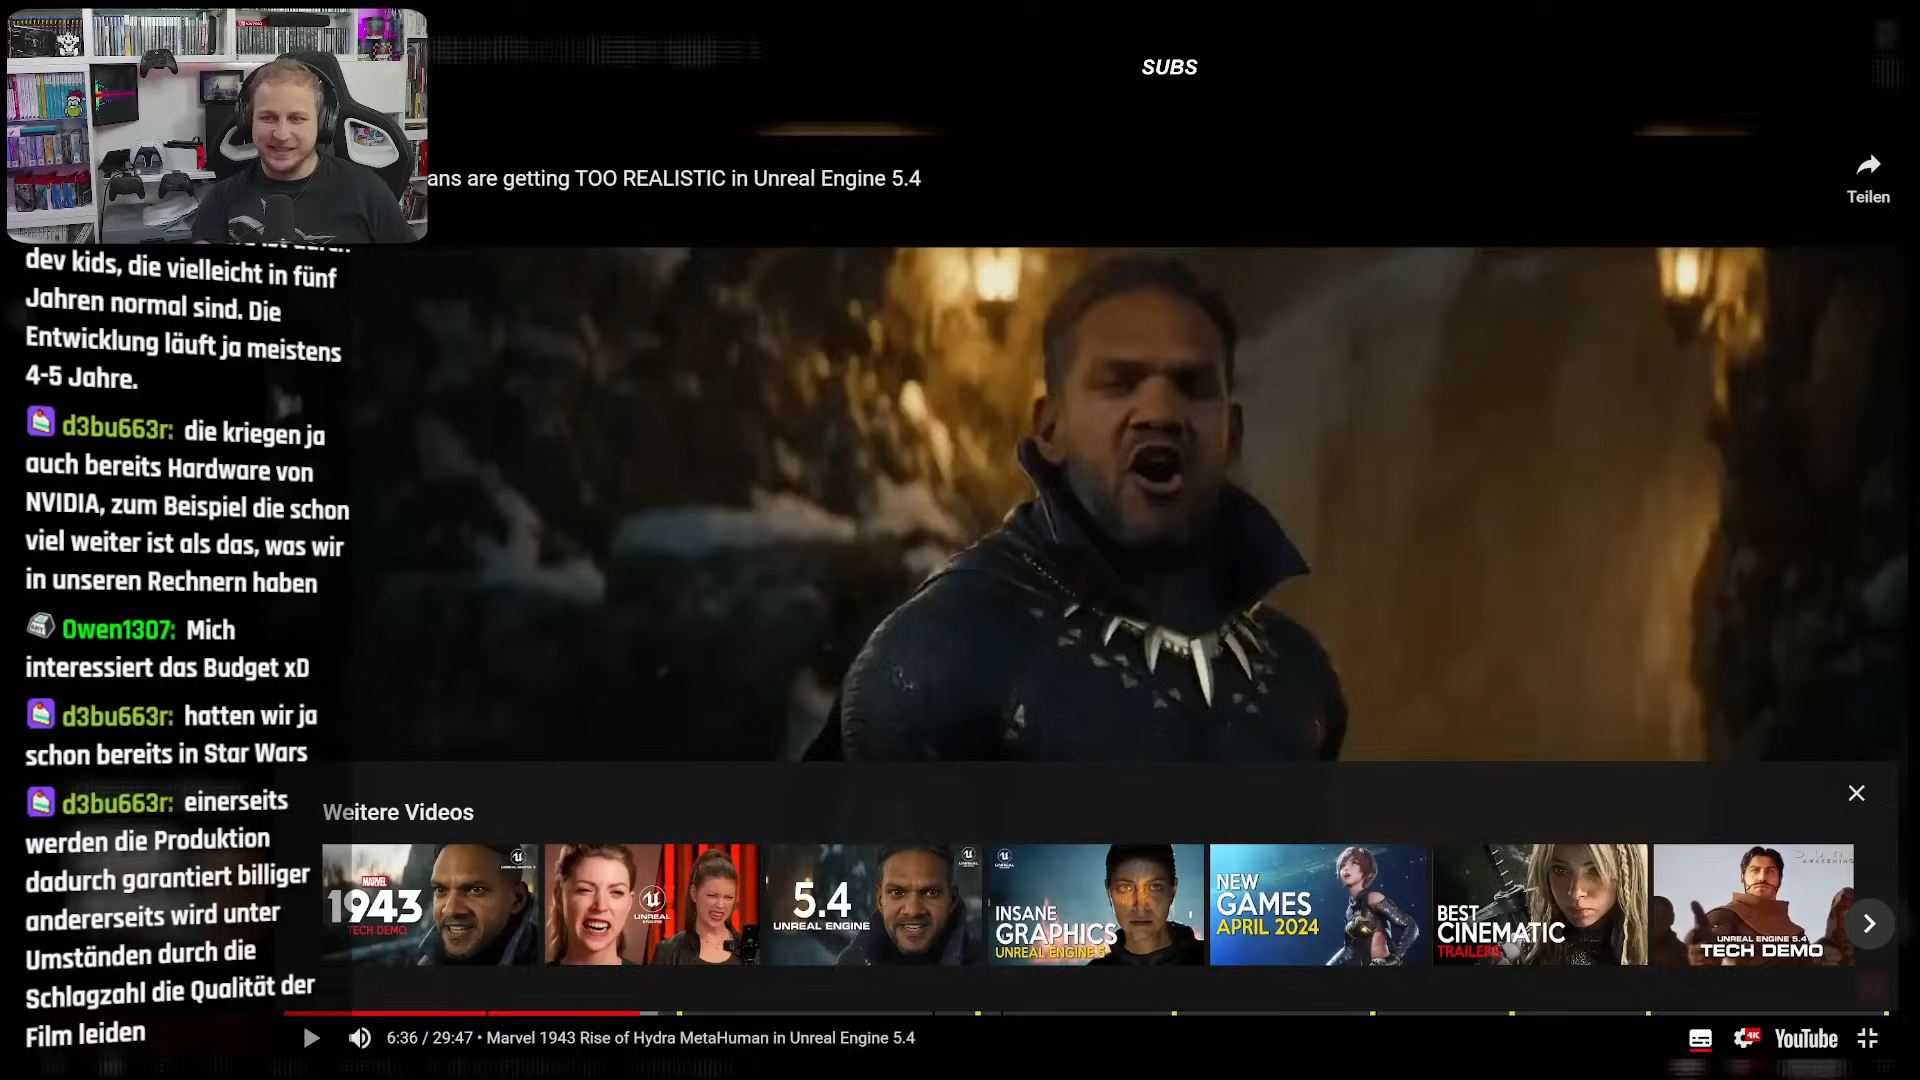 SUBS
ans are getting TOO REALISTIC in Unreal Engine 5.4
Teilen
dev kids, die vielleicht in fünf
Jahren normal sind. Die
Entwicklung läuft ja meistens
4-5 Jahre.
d3bu663r: die kriegen ja
auch bereits Hardware von
NVIDIA, zum Beispiel die schon
viel weiter ist als das, was wir
in unseren Rechnern haben
Owen1307: Mich
interessiert das Budget xD
d3bu663r: hatten wir ja
schon bereits in Star Wars
d3bu663r: einerseits
werden die Produktion
dadurch garantiert billiger
andererseits wird unter
Umständen durch die
Schlagzahl die Qualität der
Film leiden
Weitere Videos
MARVEL
1943
TECH DEMO
UNREAL
5.4
UNREAL ENGINE
INSANE
GRAPHICS
UNREAL ENGINE 5
NEW
GAMES
APRIL 2024
BEST
CINEMATIC
TRAILERS
AWAKENING
UNREAL ENGINE 5.4
TECH DEMO
6:36 / 29:47 • Marvel 1943 Rise of Hydra MetaHuman in Unreal Engine 5.4
4K
YouTube